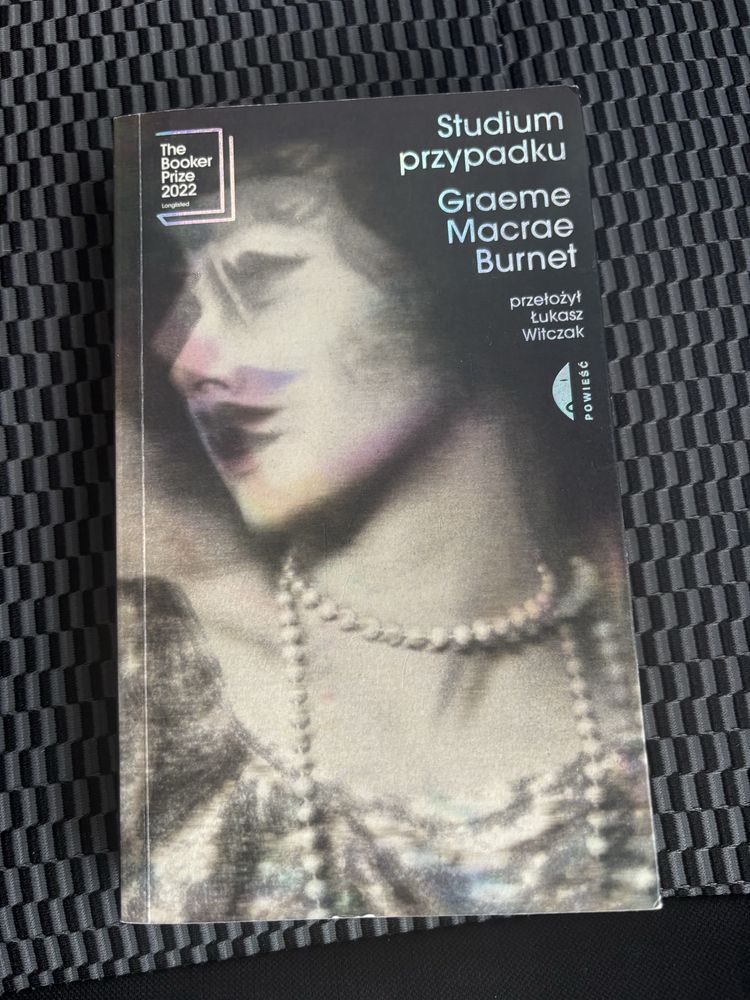 The
Booker
Prize
2022
Longlisted
Studium
przypadku
Graeme
Macrae
Burnet
przełożył
Łukasz
Witczak
POWIEŚĆ